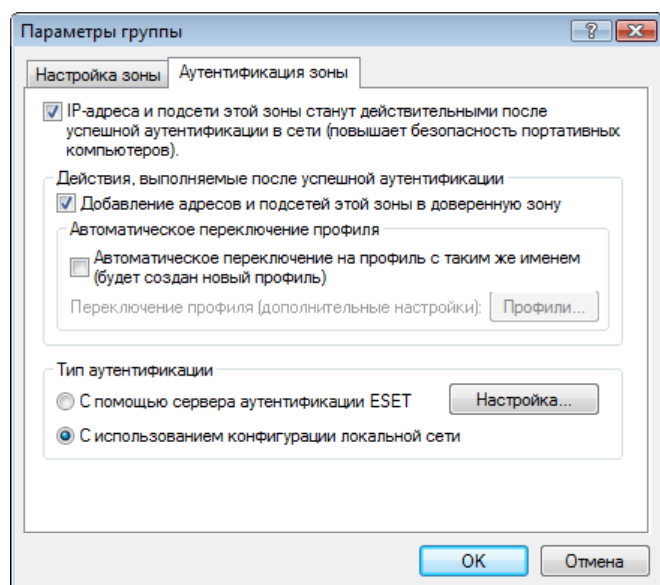 Параметры группы
Настройка зоны
Аутентификация зоны
IP-адреса и подсети этой зоны станут действительными после
успешной аутентификации в сети (повышает безопасность портативных
компьютеров).
Действия, выполняемые после успешной аутентификации
Добавление адресов и подсетей этой зоны в доверенную зону
Автоматическое переключение профиля
Автоматическое переключение на профиль с таким же именем
(будет создан новый профиль)
Переключение профиля (дополнительные настройки):
Профили...
Тип аутентификации
С помощью сервера аутентификации ESET
Настройка...
С использованием конфигурации локальной сети
OK
Отмена